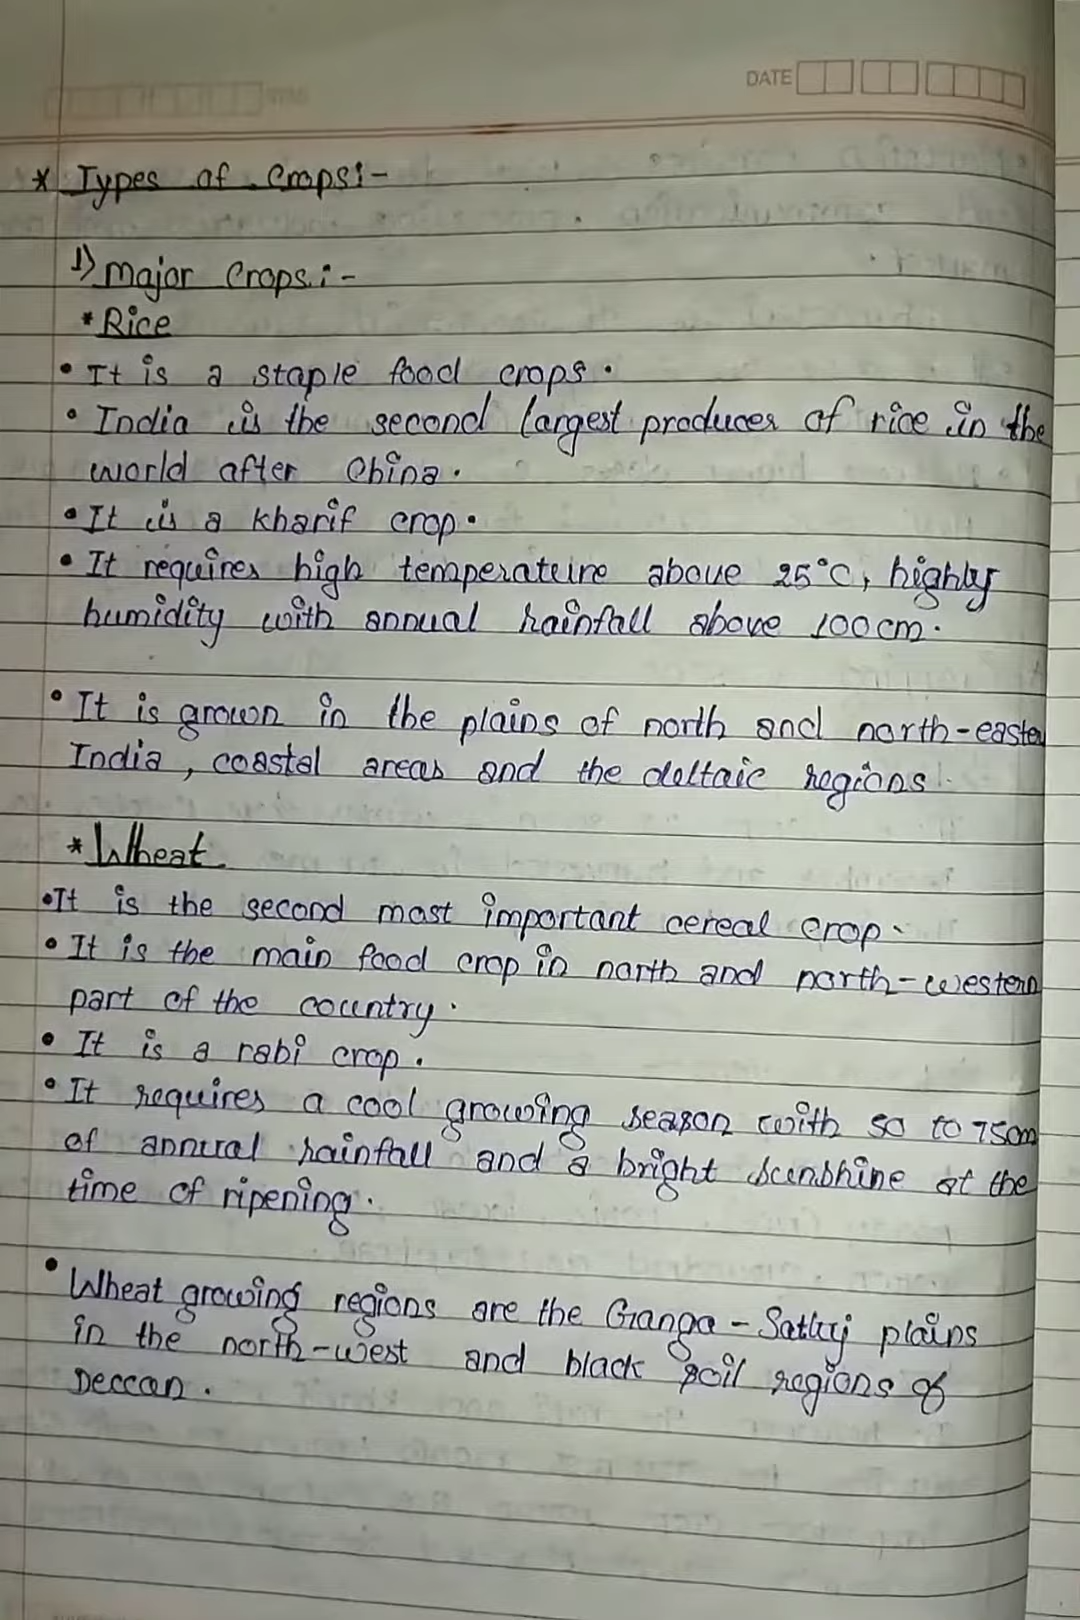 DATE
* Types of Crops:-
1) Major Crops:-
* Rice
• It is a staple food crops.
• India is the second largest producer of rice in the
world after China.
• It is a kharif crop.
• It requires high temperature above 25°C, highly
humidity with annual rainfall above 100cm.
• It is grown in the plains of north and north-easter
India, coastal areas and the deltaic regions.
* Wheat
• It is the second most important cereal crop.
• It is the main food crop in north and north-western
part of the country.
• It is a rabi crop.
• It requires a cool growing season with 50 to 75cm
of annual rainfall and a bright sunshine at the
time of ripening.
• Wheat growing regions are the Ganga - Satluj plains
in the north-west and black soil regions of
Deccan.